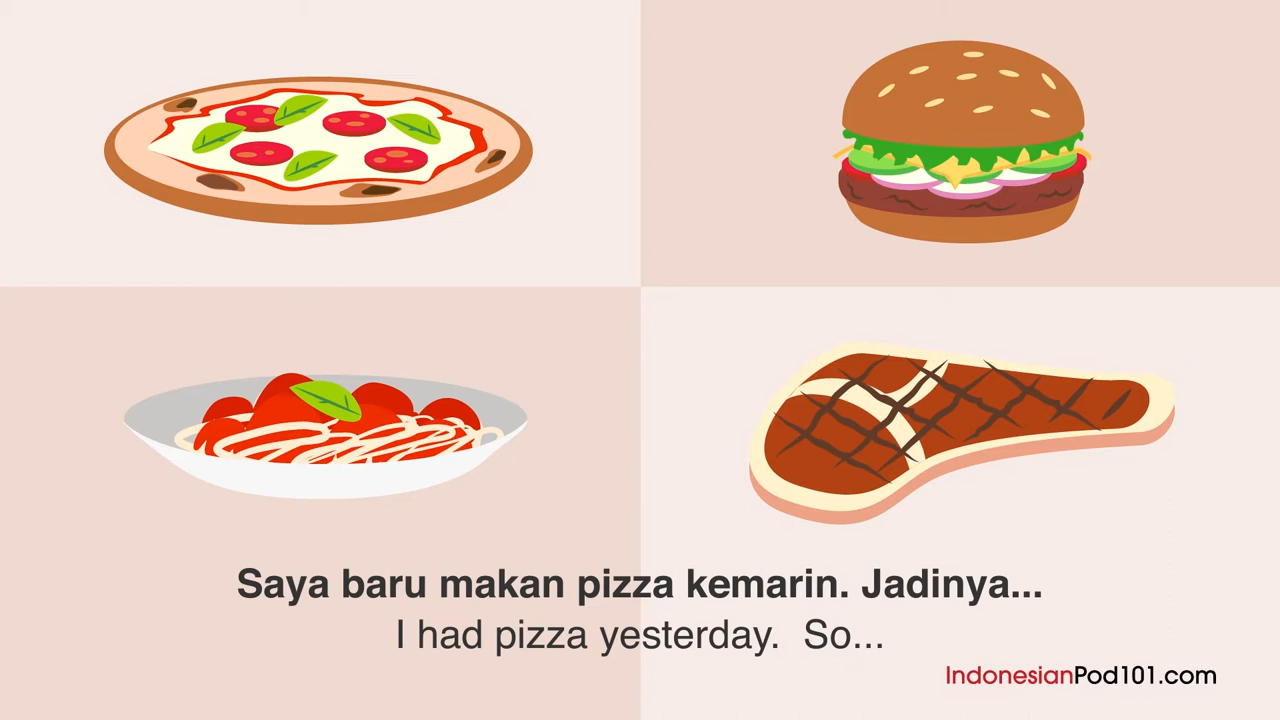 Saya baru makan pizza kemarin. Jadinya...
I had pizza yesterday.  So...
IndonesianPod101.com